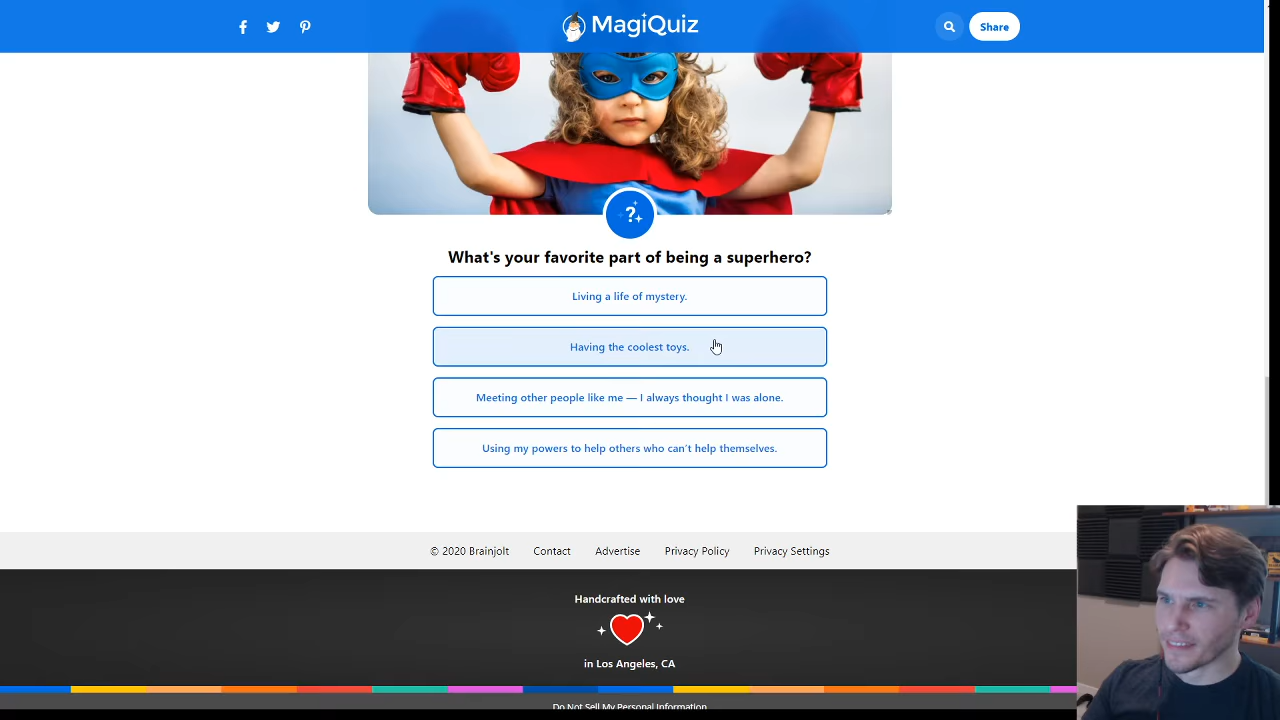 MagiQuiz
Share
?
What's your favorite part of being a superhero?
Living a life of mystery.
Having the coolest toys.
Meeting other people like me — I always thought I was alone.
Using my powers to help others who can't help themselves.
© 2020 Brainjolt Contact Advertise Privacy Policy Privacy Settings
Handcrafted with love
in Los Angeles, CA
Do Not Sell My Personal Information